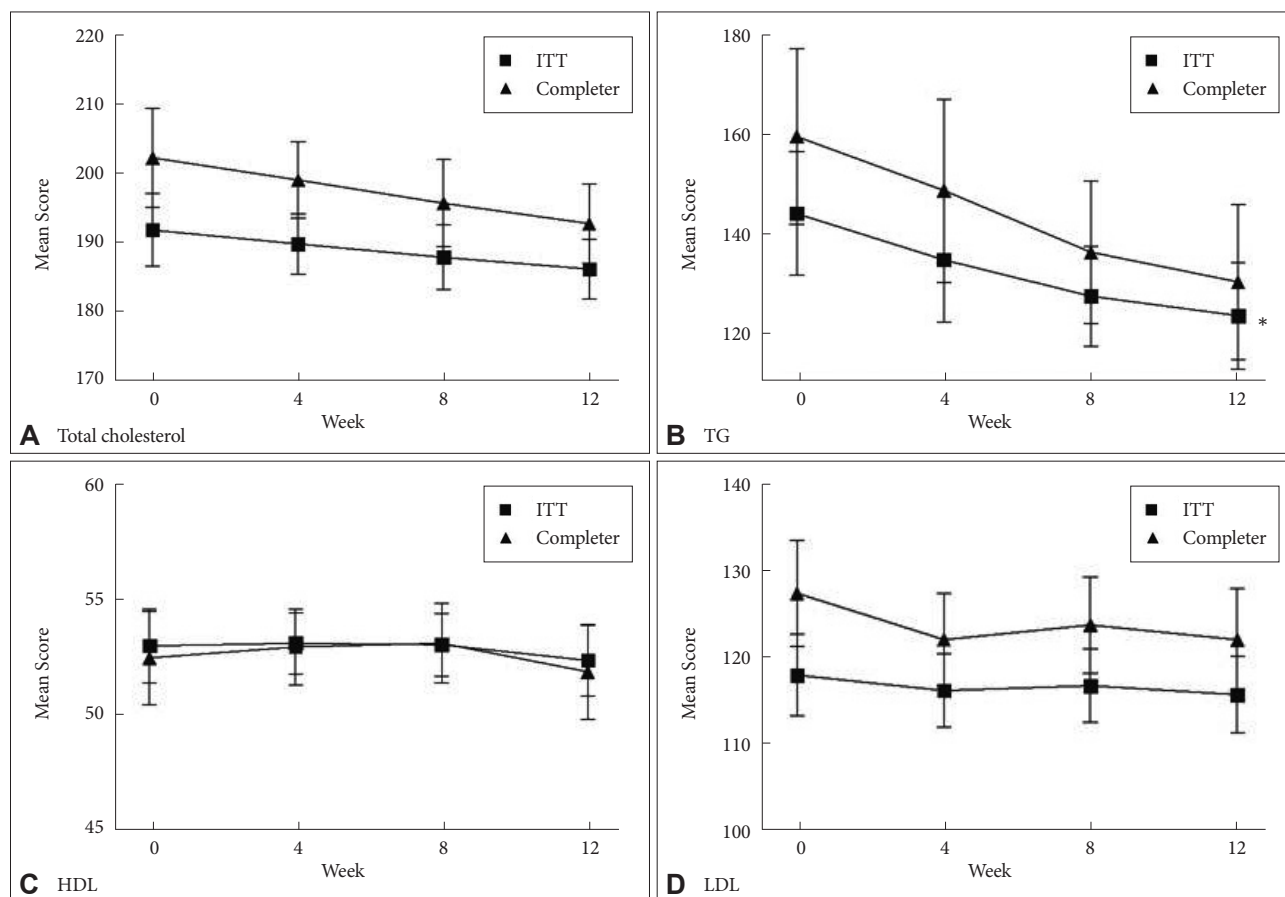 220
210
200
190
180
170
Mean Score
0 4 8 12
Week
ITT
Completer
A Total cholesterol
180
160
140
120
Mean Score
0 4 8 12
Week
ITT
Completer
*
B TG
60
55
50
45
Mean Score
0 4 8 12
Week
ITT
Completer
C HDL
140
130
120
110
100
Mean Score
0 4 8 12
Week
ITT
Completer
D LDL